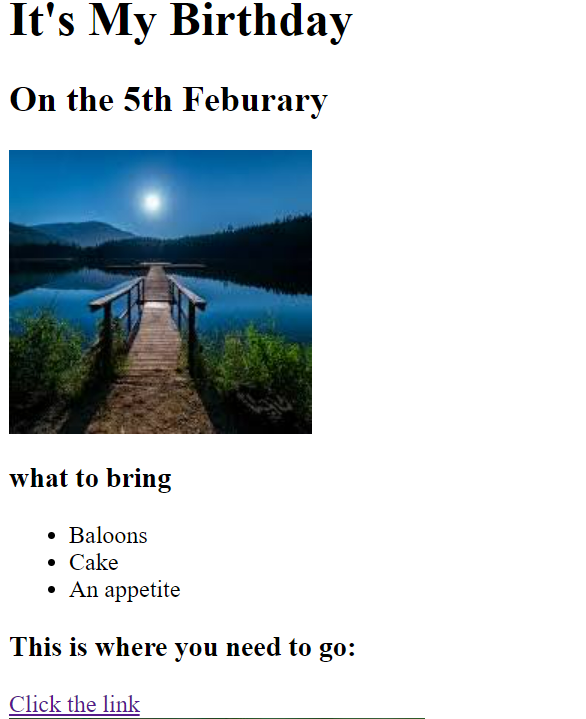 It's My Birthday
On the 5th Feburary
what to bring
Baloons
Cake
An appetite
This is where you need to go:
Click the link